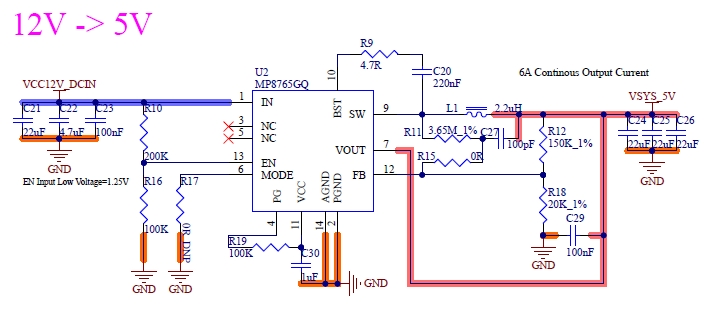 12V -> 5V
R9
4.7R
C20
220nF
6A Continous Output Current
U2
MP8765GQ
VCC12V_DCIN
VSYS_5V
10
BST
1
IN
SW
9
L1
2.2uH
C21
C22
C23
R10
22uF
4.7uF
100nF
3
NC
5
NC
R11
3.65M_1%
C27
100pF
R12
150K_1%
C24
C25
C26
22uF
22uF
22uF
VOUT
7
R15
0R
200K
13
EN
6
MODE
FB
12
GND
GND
EN Input Low Voltage=1.25V
R16
R17
PG
VCC
AGND
PGND
4
11
14
2
R18
20K_1%
C29
100nF
100K
0R_DNP
R19
100K
C30
1uF
GND
GND
GND
GND